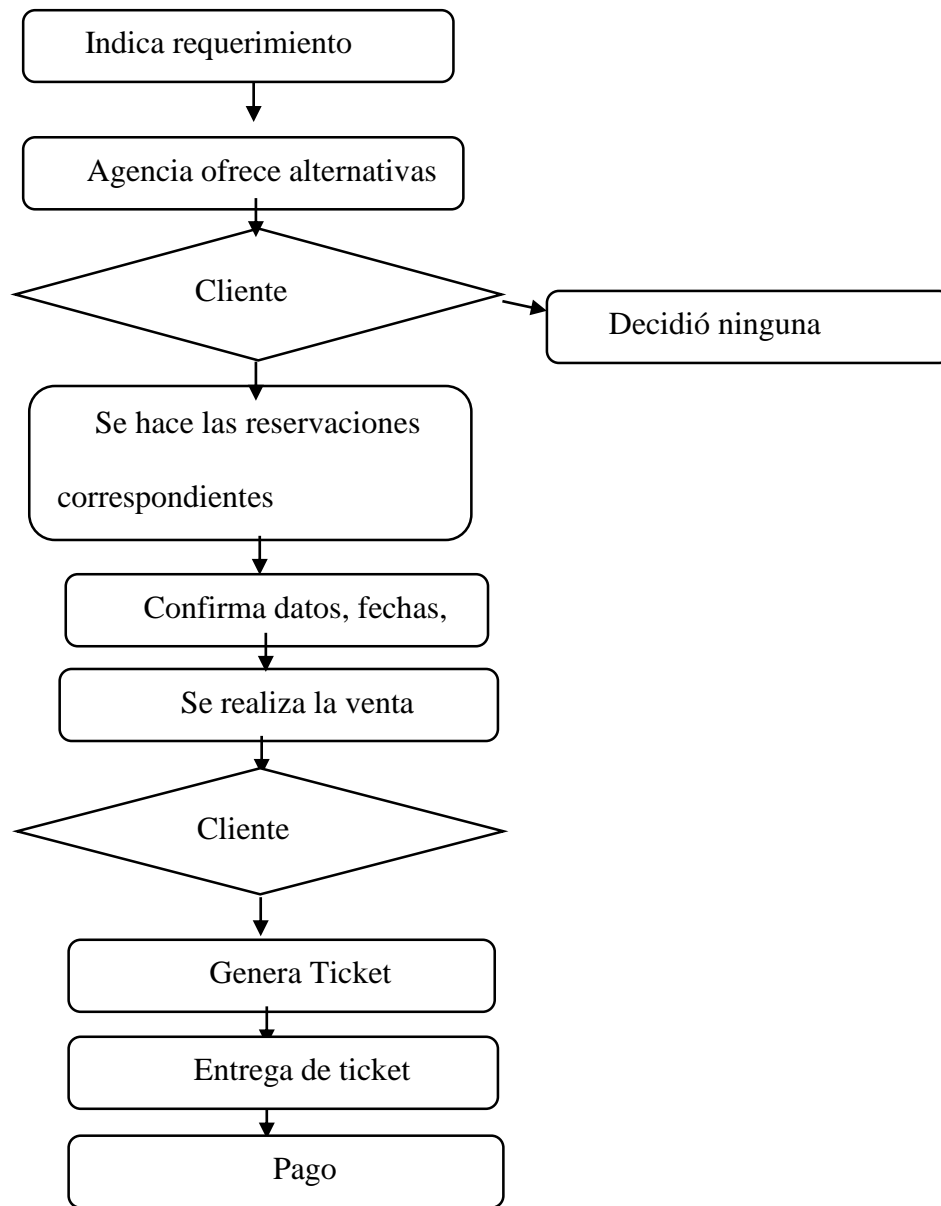 Indica requerimiento
Agencia ofrece alternativas
Cliente
Decidió ninguna
Se hace las reservaciones
correspondientes
Confirma datos, fechas,
Se realiza la venta
Cliente
Genera Ticket
Entrega de ticket
Pago